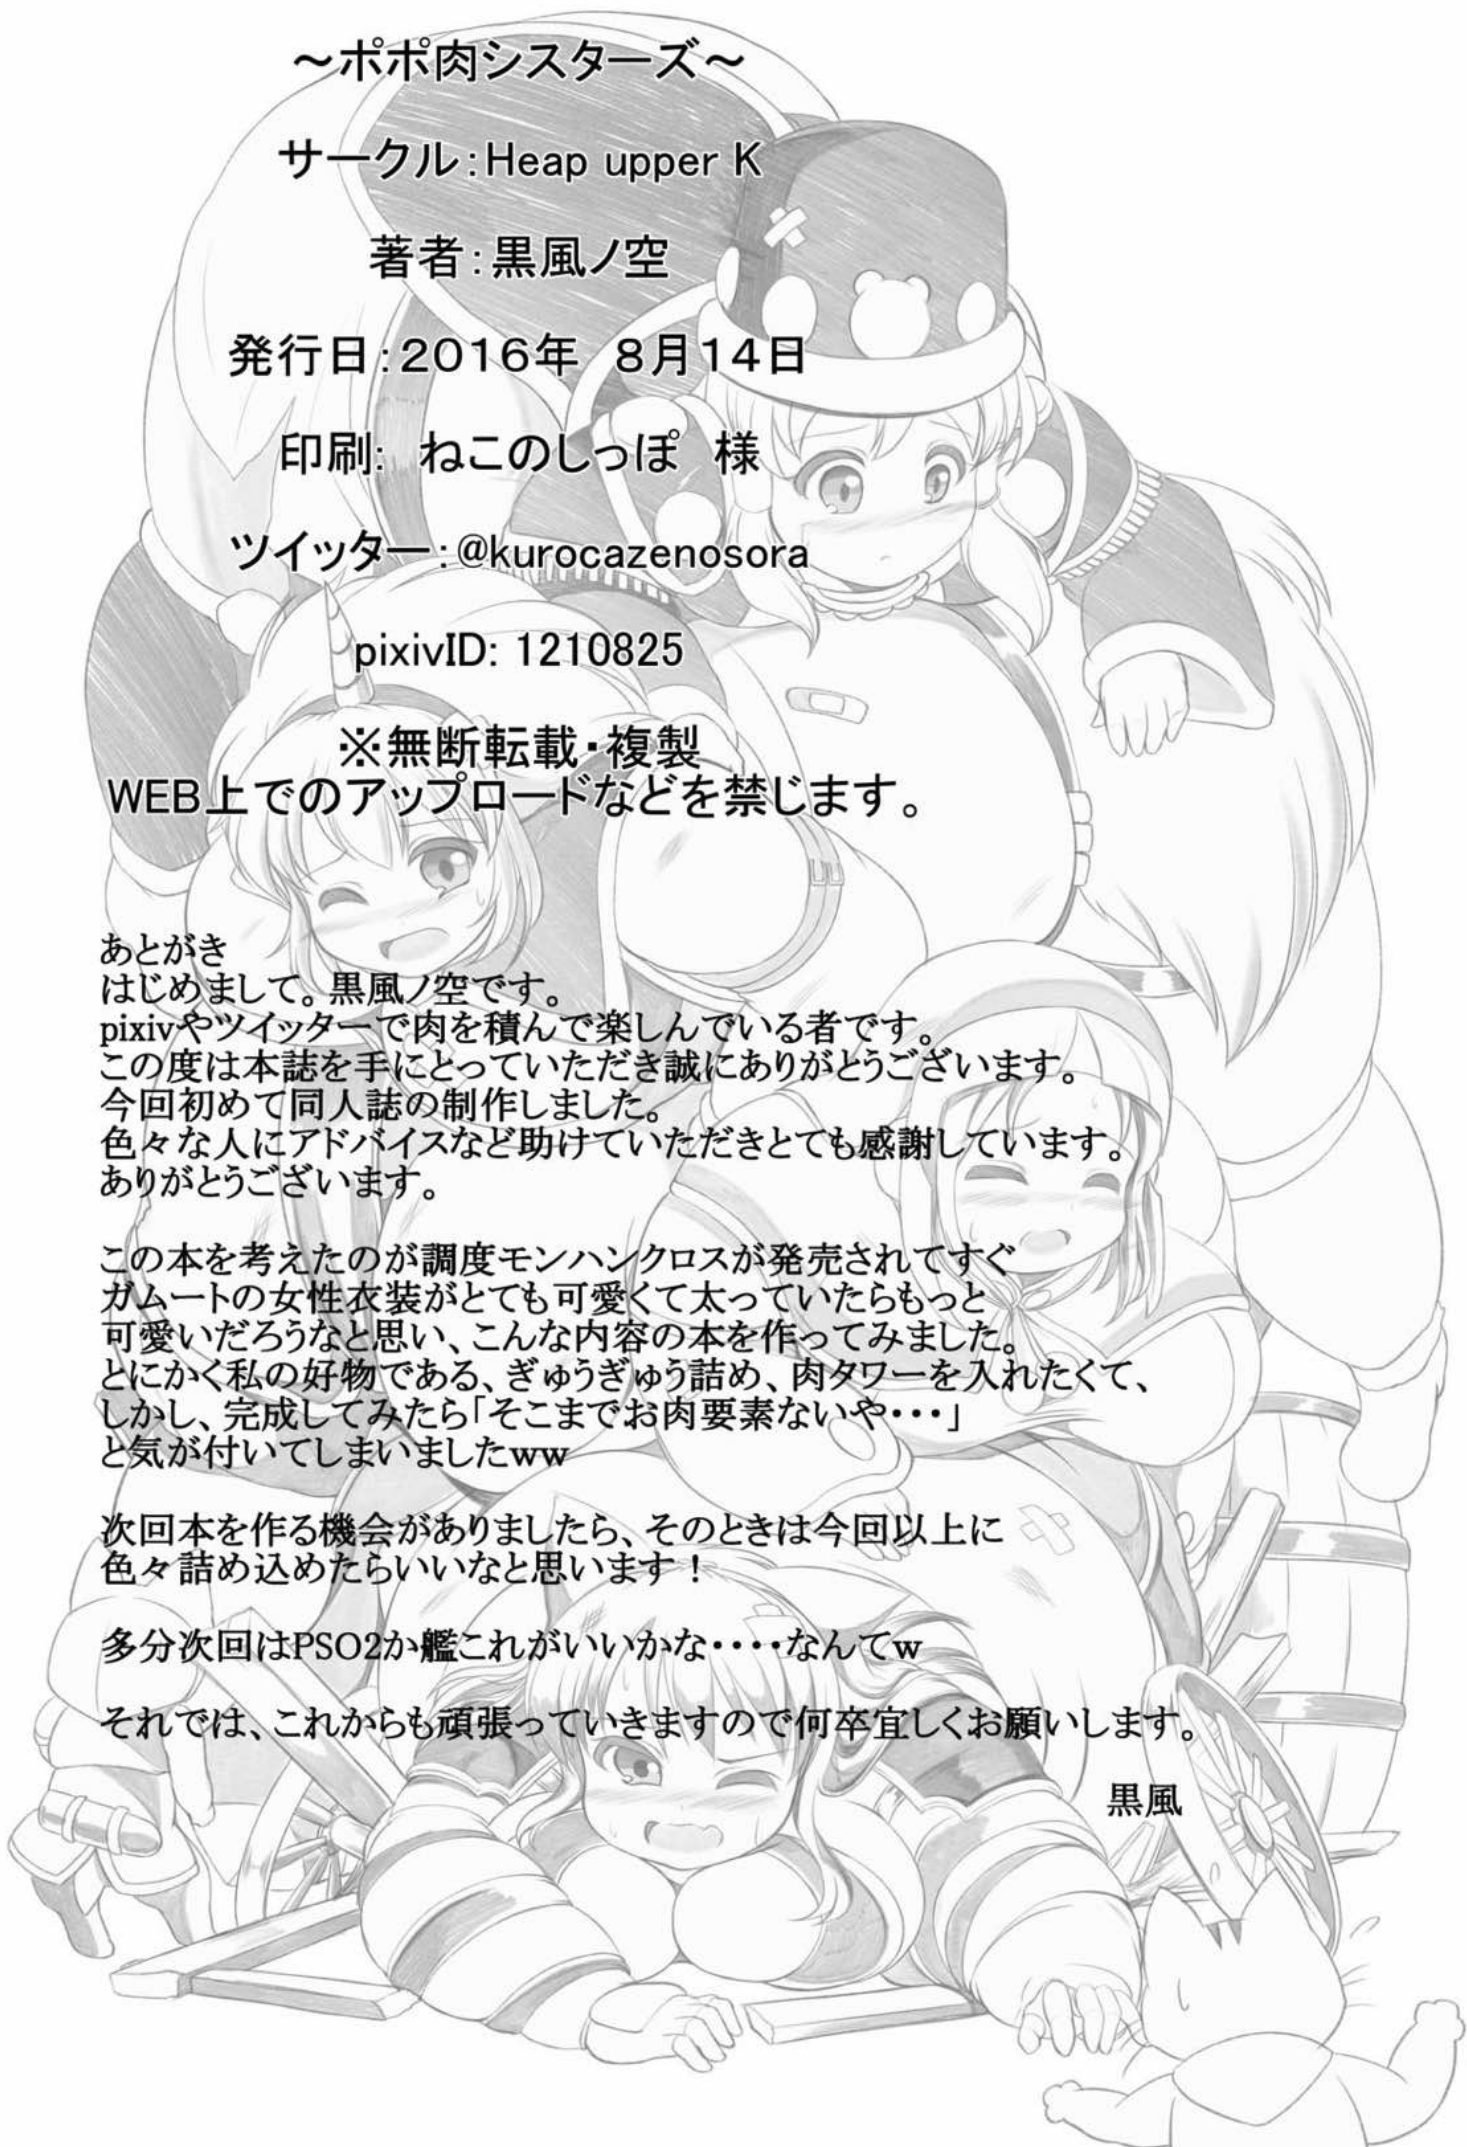 ～ポポ肉シスターズ～
サークル：Heap upper K
著者：黒風ノ空
発行日：２０１６年　８月１４日
印刷:　ねこのしっぽ　様
ツイッター：@kurocazenosora
pixivID: 1210825
※無断転載・複製
WEB上でのアップロードなどを禁じます。
あとがき
はじめまして。黒風ノ空です。
pixivやツイッターで肉を積んで楽しんでいる者です。
この度は本誌を手にとっていただき誠にありがとうございます。
今回初めて同人誌の制作しました。
色々な人にアドバイスなど助けていただきとても感謝しています。
ありがとうございます。
この本を考えたのが調度モンハンクロスが発売されてすぐ
ガムートの女性衣装がとても可愛くて太っていたらもっと
可愛いだろうなと思い、こんな内容の本を作ってみました。
とにかく私の好物である、ぎゅうぎゅう詰め、肉タワーを入れたくて、
しかし、完成してみたら「そこまでお肉要素ないや・・・」
と気が付いてしまいましたww
次回本を作る機会がありましたら、そのときは今回以上に
色々詰め込めたらいいなと思います！
多分次回はPSO2か艦これがいいかな・・・・なんてw
それでは、これからも頑張っていきますので何卒宜しくお願いします。
黒風